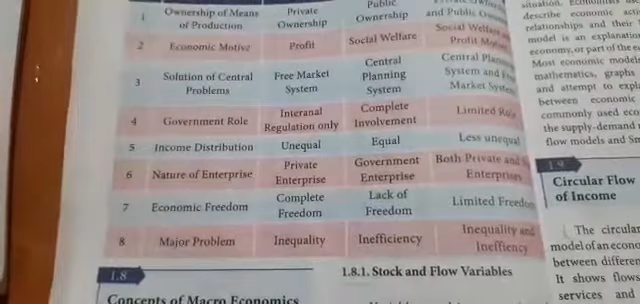 Public
1 Ownership of Means Private Ownership and Public
of Production Ownership
2 Economic Motive Profit Social Welfare Social Welfare
Profit
3 Solution of Central Free Market Central Central
Problems System Planning System and
System Market System
4 Government Role Interanal Complete Limited Role
Regulation only Involvement
5 Income Distribution Unequal Equal Less unequal
6 Nature of Enterprise Private Government Both Private and
Enterprise Enterprise Enterprises
7 Economic Freedom Complete Lack of Limited Freedom
Freedom Freedom
8. Major Problem Inequality Inefficiency Inequality and
Ineffiency
1.8
Concepts of Macro Economics
1.8.1. Stock and Flow Variables
situation.
describe economic
relationships and their
model is an explanation
economy, or part of the
Most economic models
mathematics, graphs
and attempt to
between economic
commonly used
the supply-demand
flow models and
1.9
Circular Flow
of Income
The circular
model of an
between
It shows flows
services and